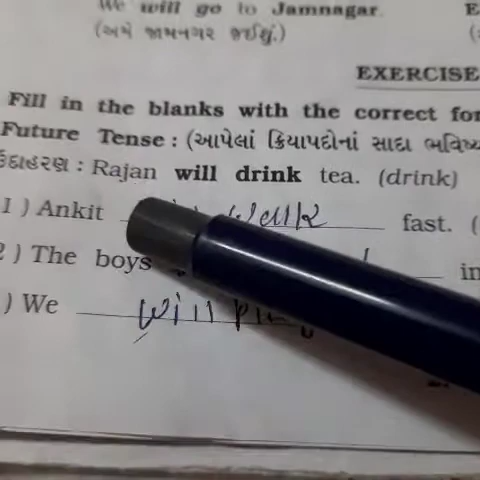 We will go to Jamnagar.
(અમે જામનગર જઈશું.)
EXERCISE
Fill in the blanks with the correct for
Future Tense : (આપેલાં ક્રિયાપદોનાં સાદા ભવિષ્ય
ઉદાહરણ : Rajan will drink tea. (drink)
1 ) Ankit fast. (
2 ) The boys in
) We will